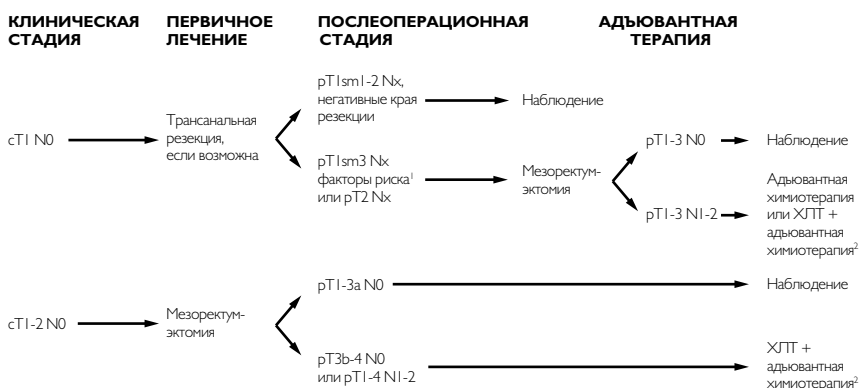 КЛИНИЧЕСКАЯ
СТАДИЯ
ПЕРВИЧНОЕ
ЛЕЧЕНИЕ
ПОСЛЕОПЕРАЦИОННАЯ
СТАДИЯ
АДЪЮВАНТНАЯ
ТЕРАПИЯ
cT1 N0
Трансанальная
резекция,
если возможна
pT1sm1-2 Nx,
негативные края
резекции
Наблюдение
pT1sm3 Nx
факторы риска¹
или pT2 Nx
Мезоректум-
эктомия
pT1-3 N0
Наблюдение
pT1-3 N1-2
Адъювантная
химиотерапия
или ХЛТ +
адъювантная
химиотерапия²
cT1-2 N0
Мезоректум-
эктомия
pT1-3a N0
Наблюдение
pT3b-4 N0
или pT1-4 N1-2
ХЛТ +
адъювантная
химиотерапия²